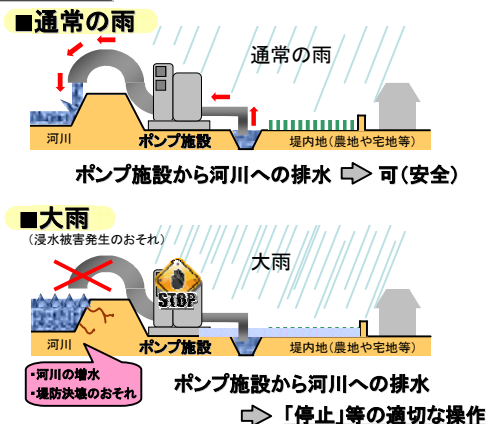 ■通常の雨
通常の雨
河川
ポンプ施設
堤内地(農地や宅地等)
ポンプ施設から河川への排水 ⇨ 可(安全)
■大雨
(浸水被害発生のおそれ)
大雨
STOP
河川
ポンプ施設
堤内地(農地や宅地等)
・河川の増水
・堤防決壊のおそれ
ポンプ施設から河川への排水
⇨ 「停止」等の適切な操作